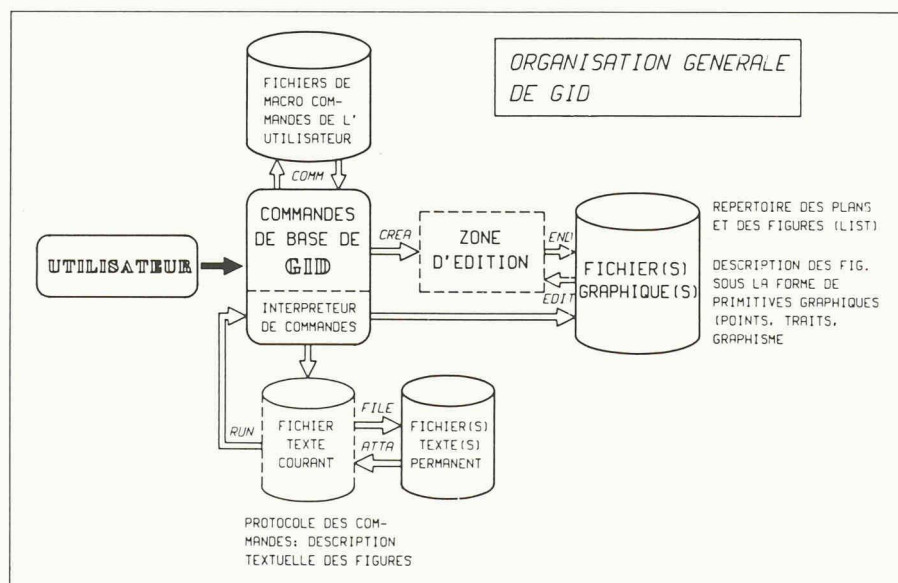 ORGANISATION GENERALE
DE GID
FICHIERS DE
MACRO COM-
MANDES DE L'
UTILISATEUR
COMM
UTILISATEUR
COMMANDES
DE BASE DE
GID
INTERPRETEUR
DE COMMANDES
CREA
ZONE
D'EDITION
END
EDIT
FICHIER(S)
GRAPHIQUE(S)
REPERTOIRE DES PLANS
ET DES FIGURES (LIST)
DESCRIPTION DES FIG.
SOUS LA FORME DE
PRIMITIVES GRAPHIQUES
(POINTS, TRAITS,
GRAPHISME
RUN
FICHIER
TEXTE
COURANT
FILE
ATTA
FICHIER(S)
TEXTE(S)
PERMANENT
PROTOCOLE DES COM-
MANDES: DESCRIPTION
TEXTUELLE DES FIGURES